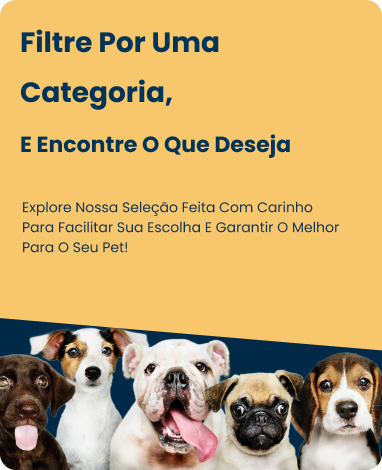 Filtre Por Uma
Categoria,
E Encontre O Que Deseja
Explore Nossa Seleção Feita Com Carinho
Para Facilitar Sua Escolha E Garantir O Melhor
Para O Seu Pet!